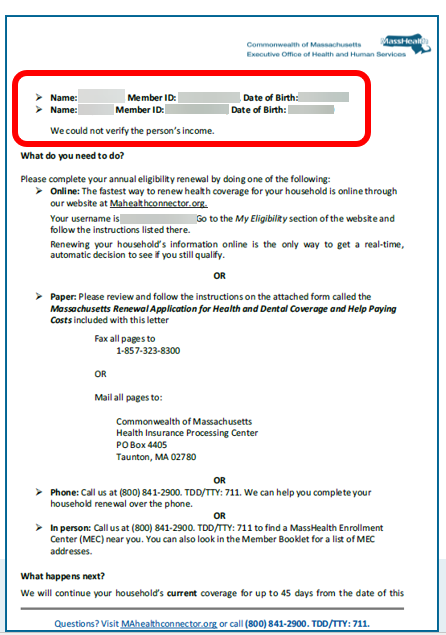 Commonwealth of Massachusetts
Executive Office of Health and Human Services
MassHealth
➢ Name: Member ID: Date of Birth:
➢ Name: Member ID: Date of Birth:
We could not verify the person's income.
What do you need to do?
Please complete your annual eligibility renewal by doing one of the following:
➢ Online: The fastest way to renew health coverage for your household is online through
our website at Mahealthconnector.org.
Your username is Go to the My Eligibility section of the website and
follow the instructions listed there.
Renewing your household's information online is the only way to get a real-time,
automatic decision to see if you still qualify.
OR
➢ Paper: Please review and follow the instructions on the attached form called the
Massachusetts Renewal Application for Health and Dental Coverage and Help Paying
Costs included with this letter
Fax all pages to
1-857-323-8300
OR
Mail all pages to:
Commonwealth of Massachusetts
Health Insurance Processing Center
PO Box 4405
Taunton, MA 02780
OR
➢ Phone: Call us at (800) 841-2900. TDD/TTY: 711. We can help you complete your
household renewal over the phone.
OR
➢ In person: Call us at (800) 841-2900. TDD/TTY: 711 to find a MassHealth Enrollment
Center (MEC) near you. You can also look in the Member Booklet for a list of MEC
addresses.
What happens next?
We will continue your household's current coverage for up to 45 days from the date of this
Questions? Visit MAhealthconnector.org or call (800) 841-2900. TDD/TTY: 711.